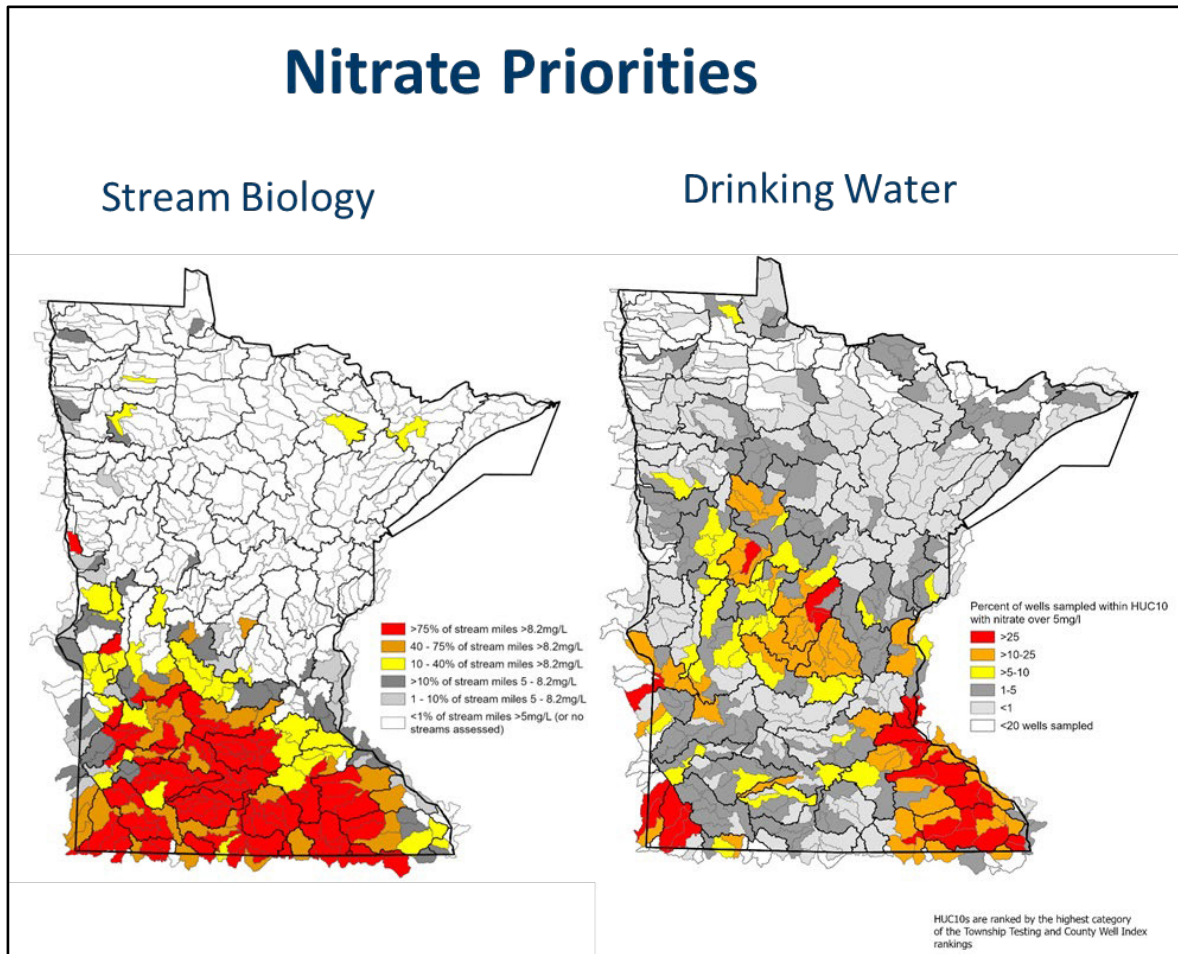 Nitrate Priorities
Stream Biology
Drinking Water
>75% of stream miles >8.2mg/L
40 - 75% of stream miles >8.2mg/L
10 - 40% of stream miles >8.2mg/L
>10% of stream miles 5 - 8.2mg/L
1 - 10% of stream miles 5 - 8.2mg/L
<1% of stream miles >5mg/L (or no
streams assessed)
Percent of wells sampled within HUC10
with nitrate over 5mg/l
>25
>10-25
>5-10
1-5
<1
<20 wells sampled
HUC10s are ranked by the highest category
of the Township Testing and County Well Index
rankings